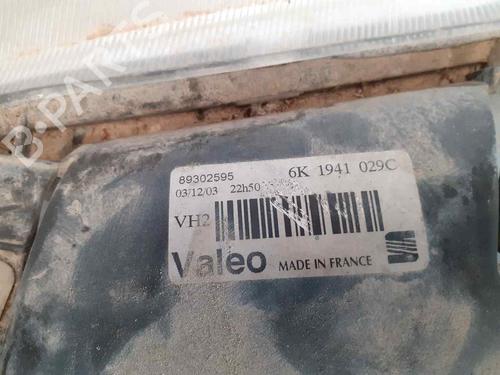 B-PARTS
89302595 6K 1941 029C
03/12/03 22h50
VH2
Valeo MADE IN FRANCE